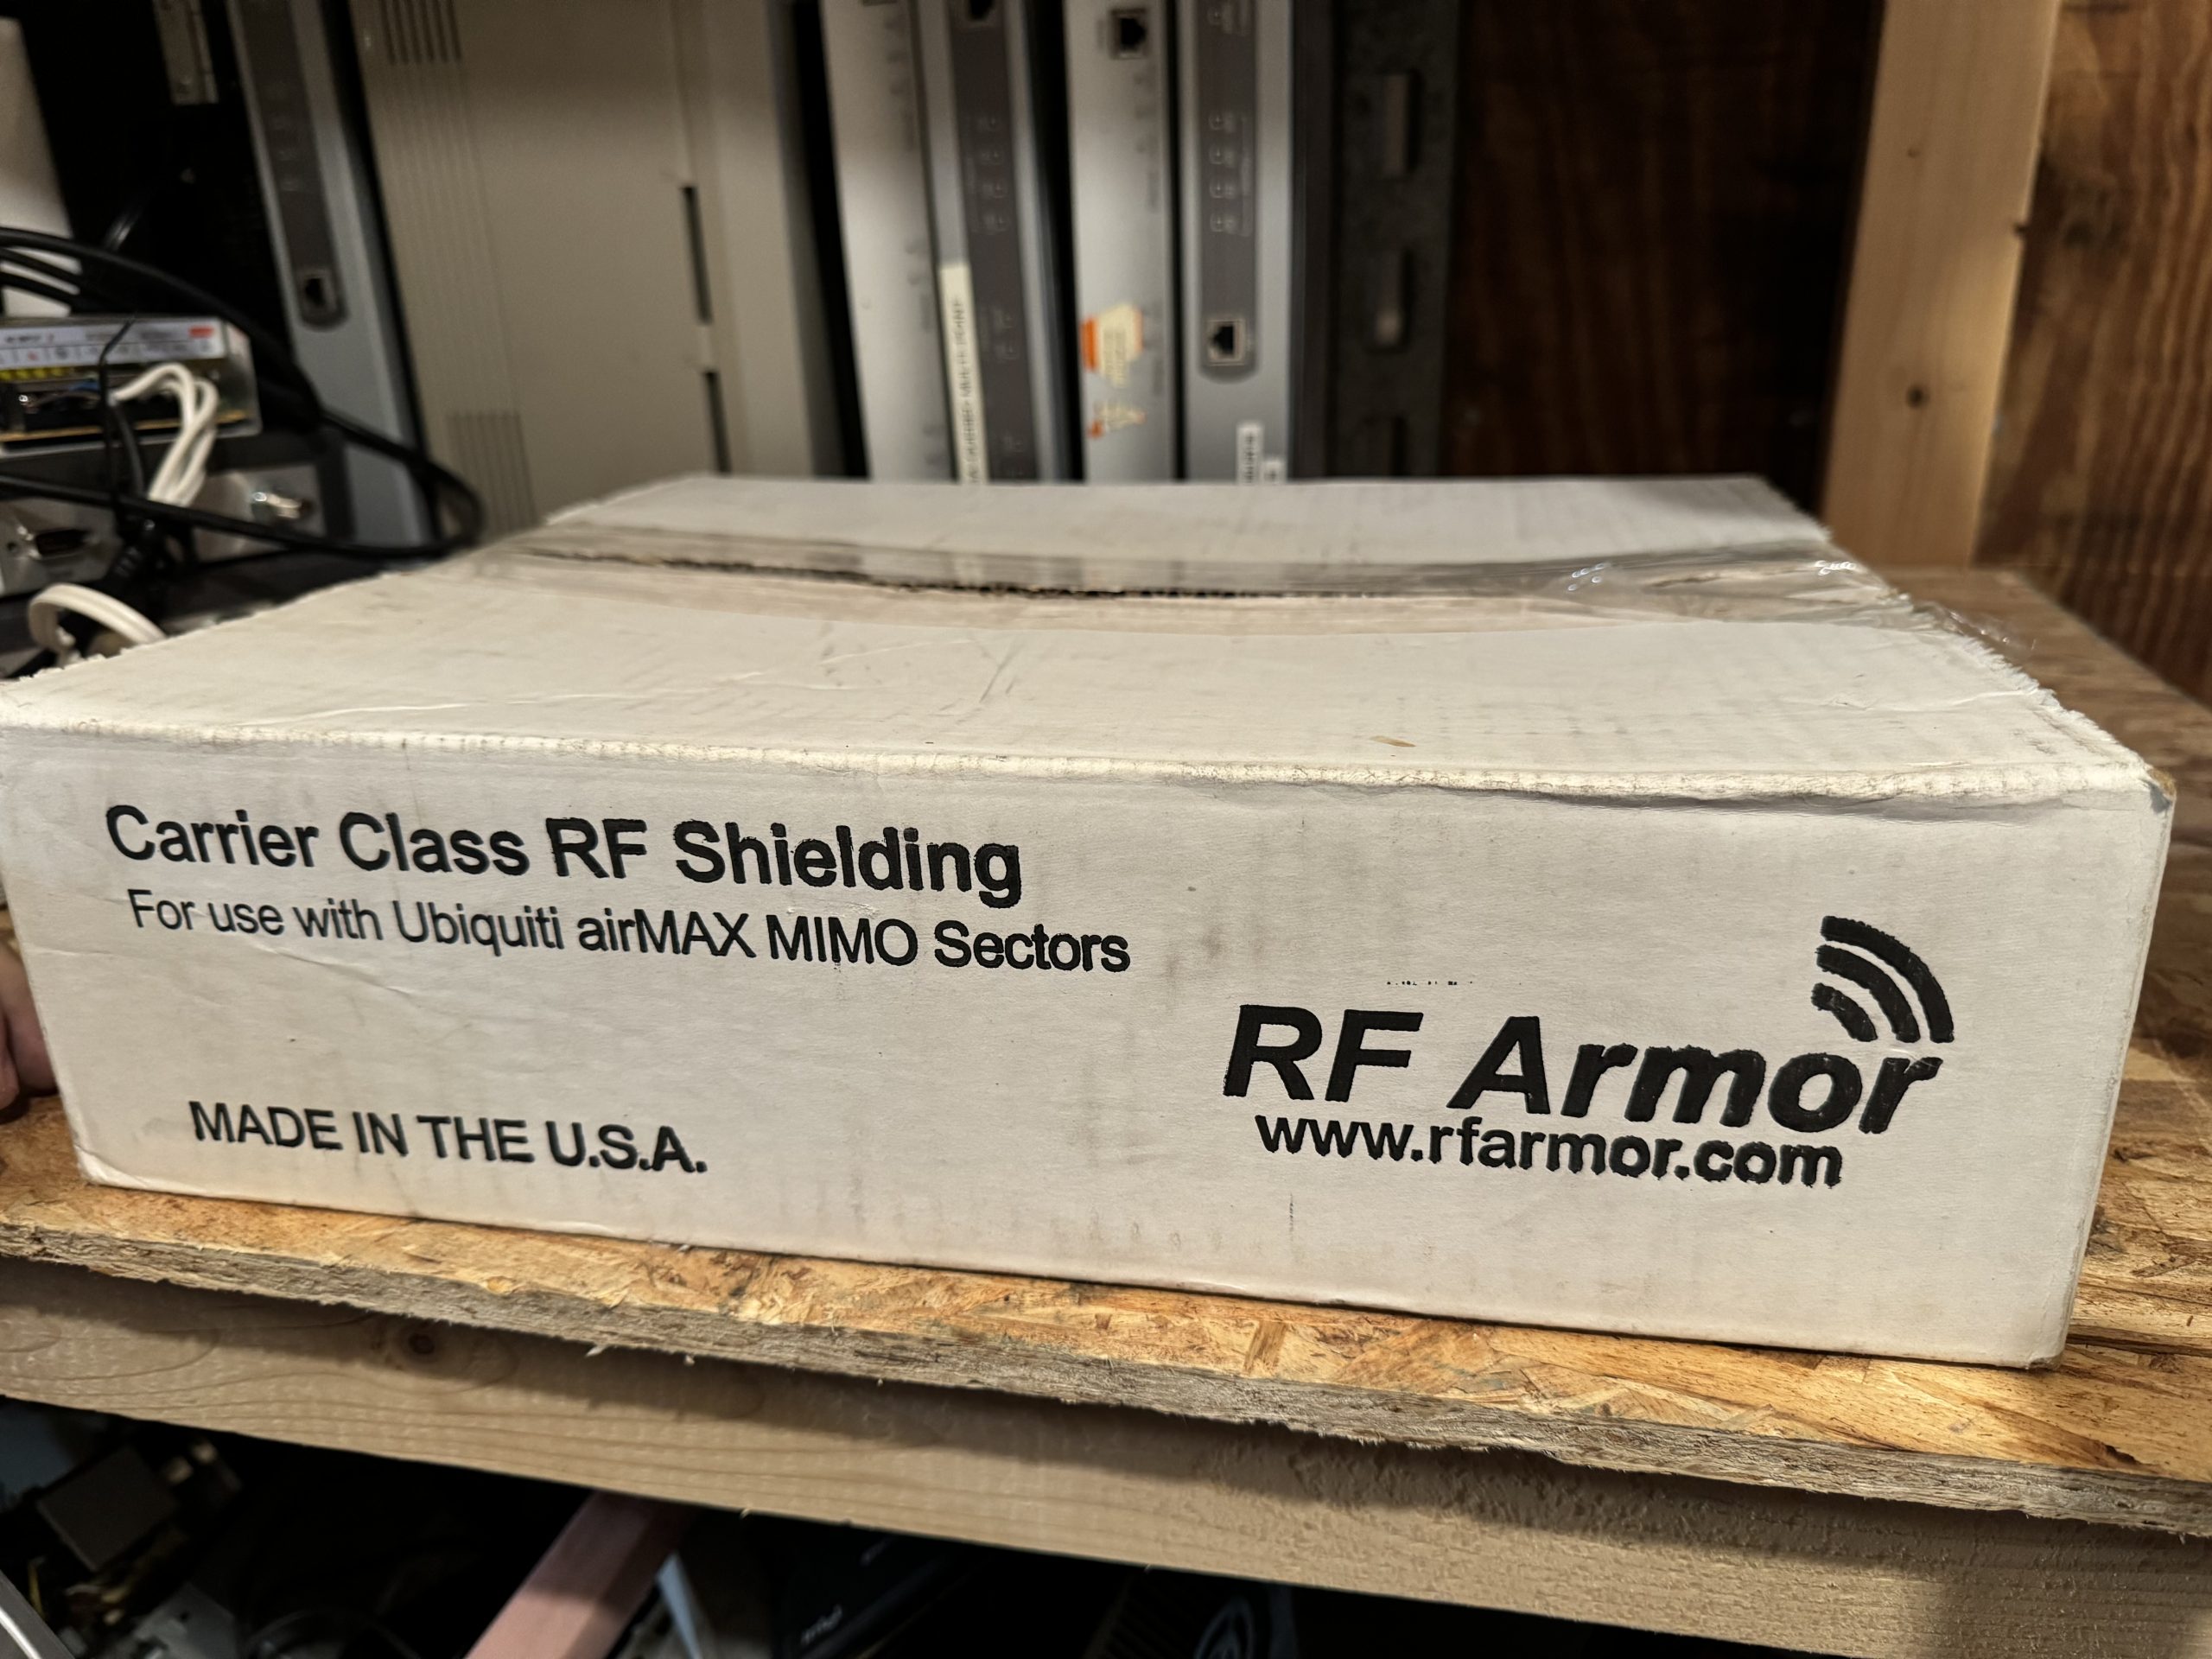 Carrier Class RF Shielding
For use with Ubiquiti airMAX MIMO Sectors
RF Armor
www.rfarmor.com
MADE IN THE U.S.A.